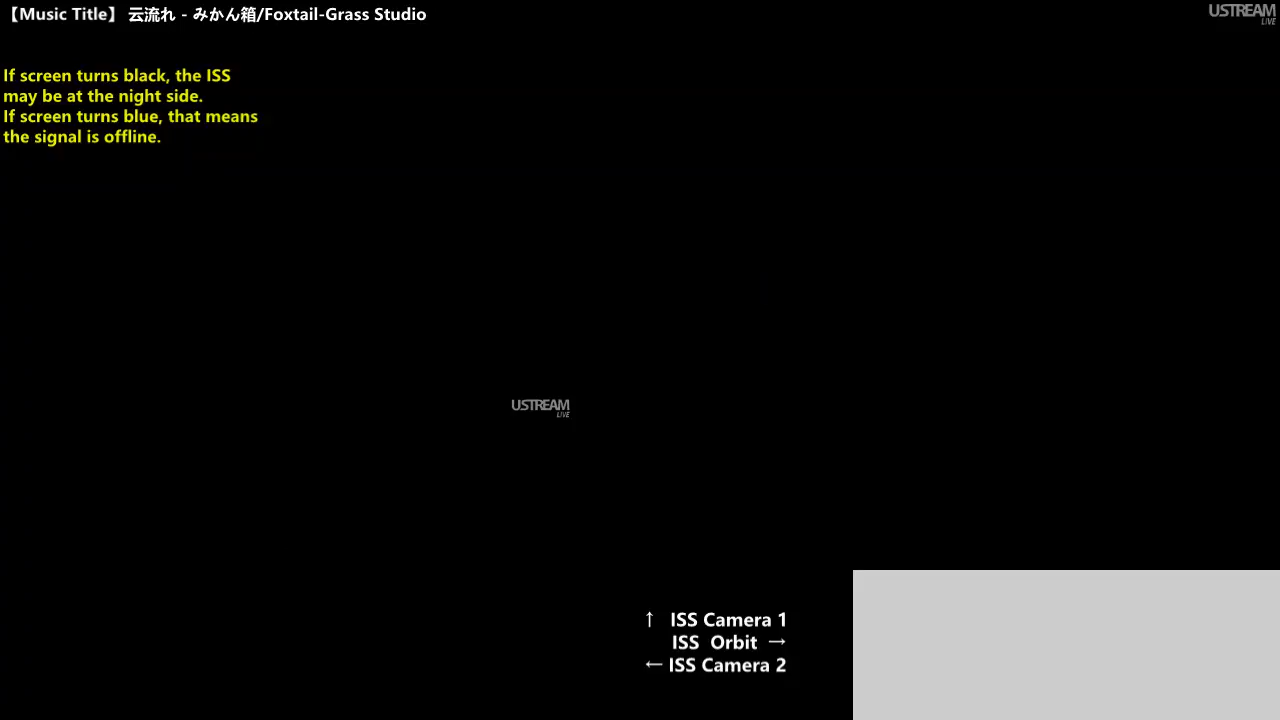 【Music Title】 云流れ - みかん箱/Foxtail-Grass Studio
USTREAM
LIVE
If screen turns black, the ISS
may be at the night side.
If screen turns blue, that means
the signal is offline.
USTREAM
LIVE
↑ ISS Camera 1
ISS Orbit →
← ISS Camera 2